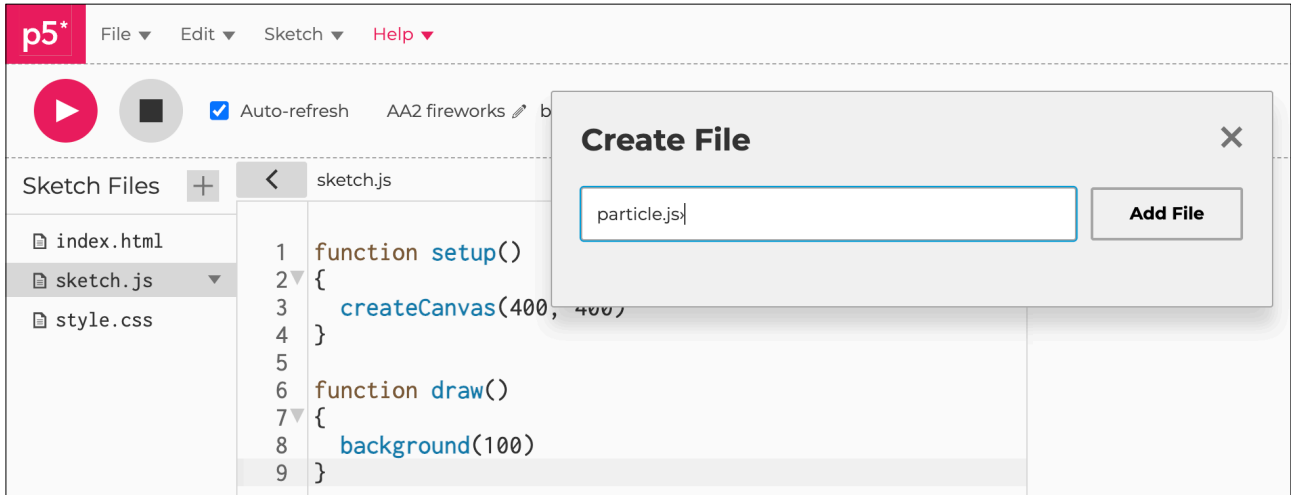 p5* File Edit Sketch Help
Auto-refresh AA2 fireworks b
Create File
Sketch Files sketch.js
particle.js› Add File
index.html
sketch.js
style.css
1 function setup()
2 {
3 createCanvas(400, 400)
4 }
5
6 function draw()
7 {
8 background(100)
9 }